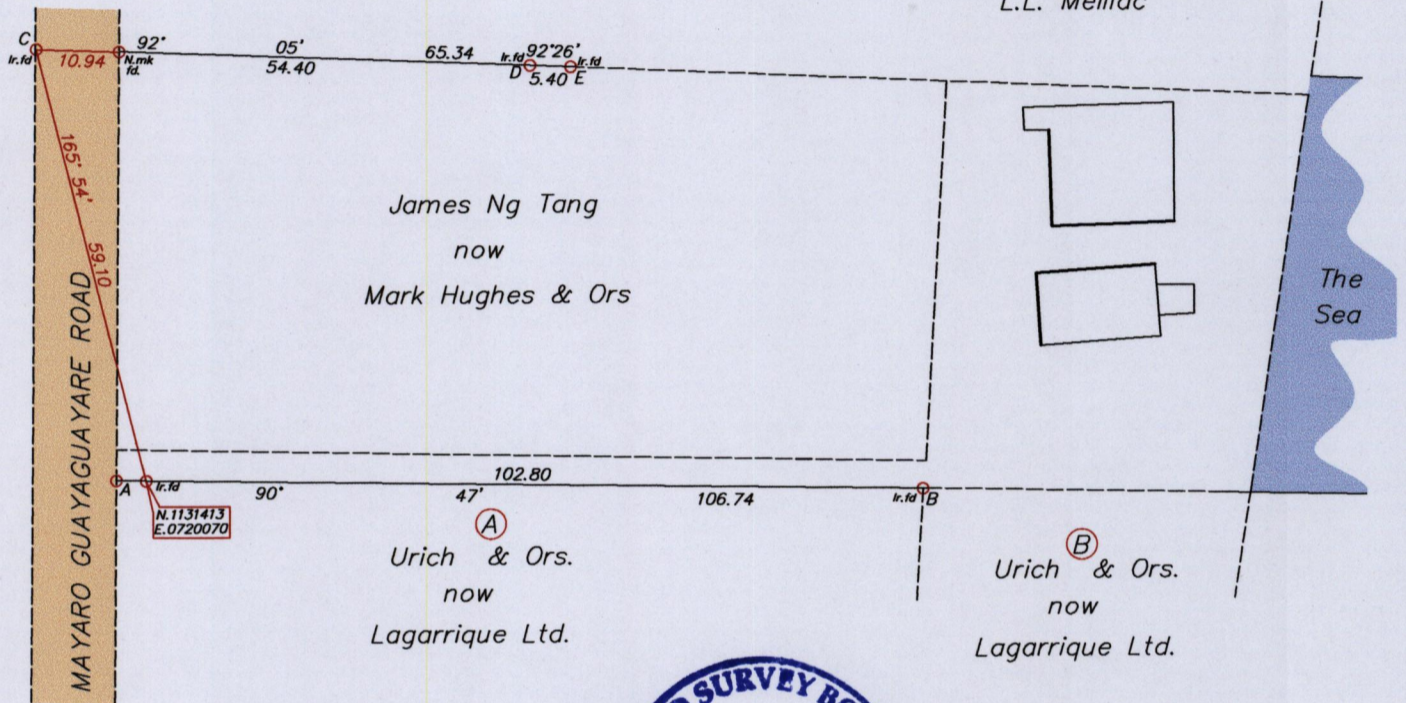 L.L. Meillac
C
Ir.fd
10.94
N.mk
fd.
92° 05' 65.34
54.40
Ir.fd 92°26' Ir.fd
D 5.40 E
165° 54'
59.10
MAYARO GUAYAGUAYARE ROAD
James Ng Tang
now
Mark Hughes & Ors
The
Sea
102.80
A Ir.fd 90° 47' 106.74 Ir.fd B
N.1131413
E.0720070
A
Urich & Ors.
now
Lagarrique Ltd.
B
Urich & Ors.
now
Lagarrique Ltd.
SURVEY